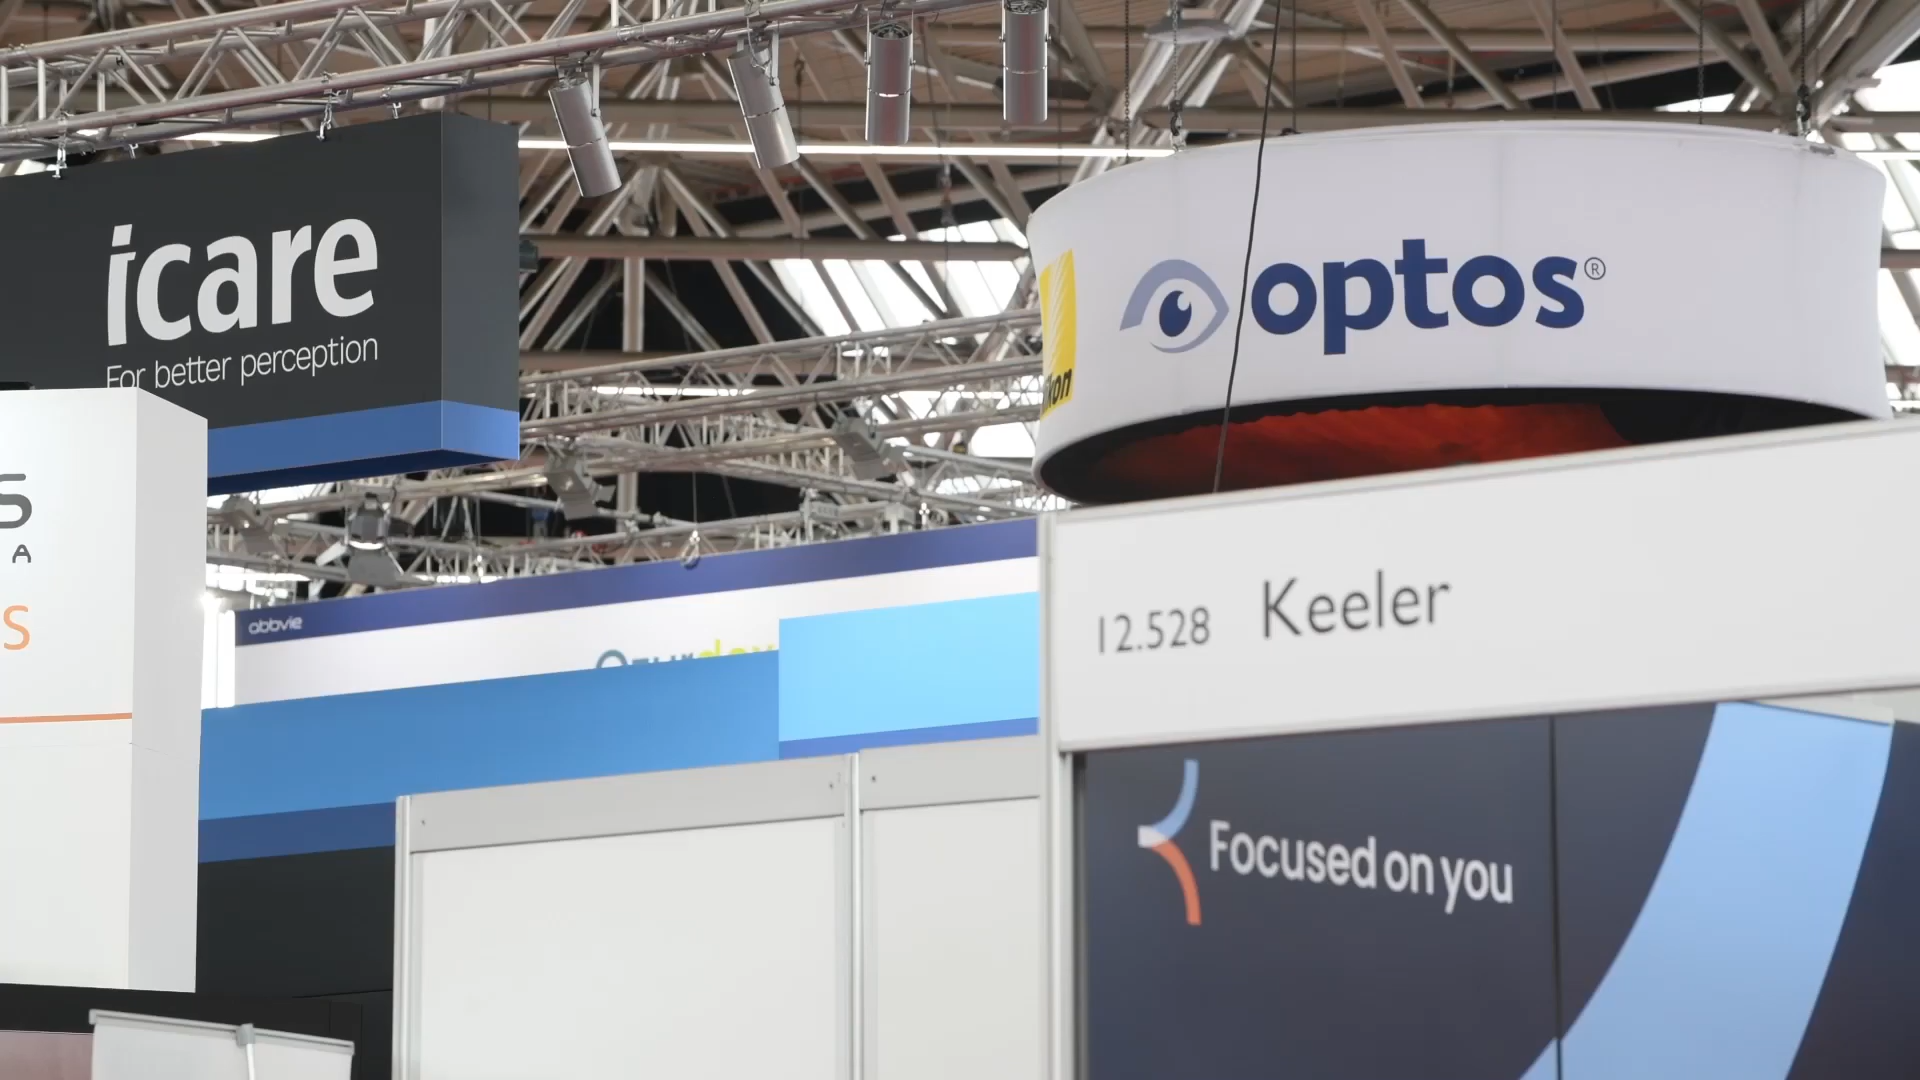 icare
For better perception
optos®
S
A
S
abbvie
12.528 Keeler
Focused on you